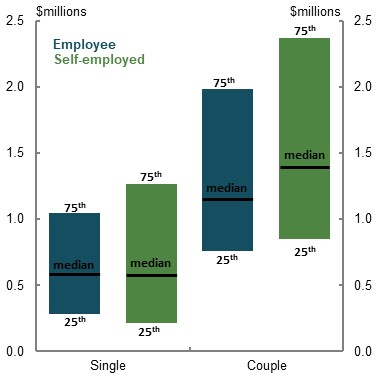 $millions $millions
2.5 2.5
Employee
Self-employed
75th
2.0 2.0
75th
1.5 1.5
median
75th
median
75th
1.0 1.0
25th
25th
median median
0.5 0.5
25th
25th
0.0 0.0
Single Couple